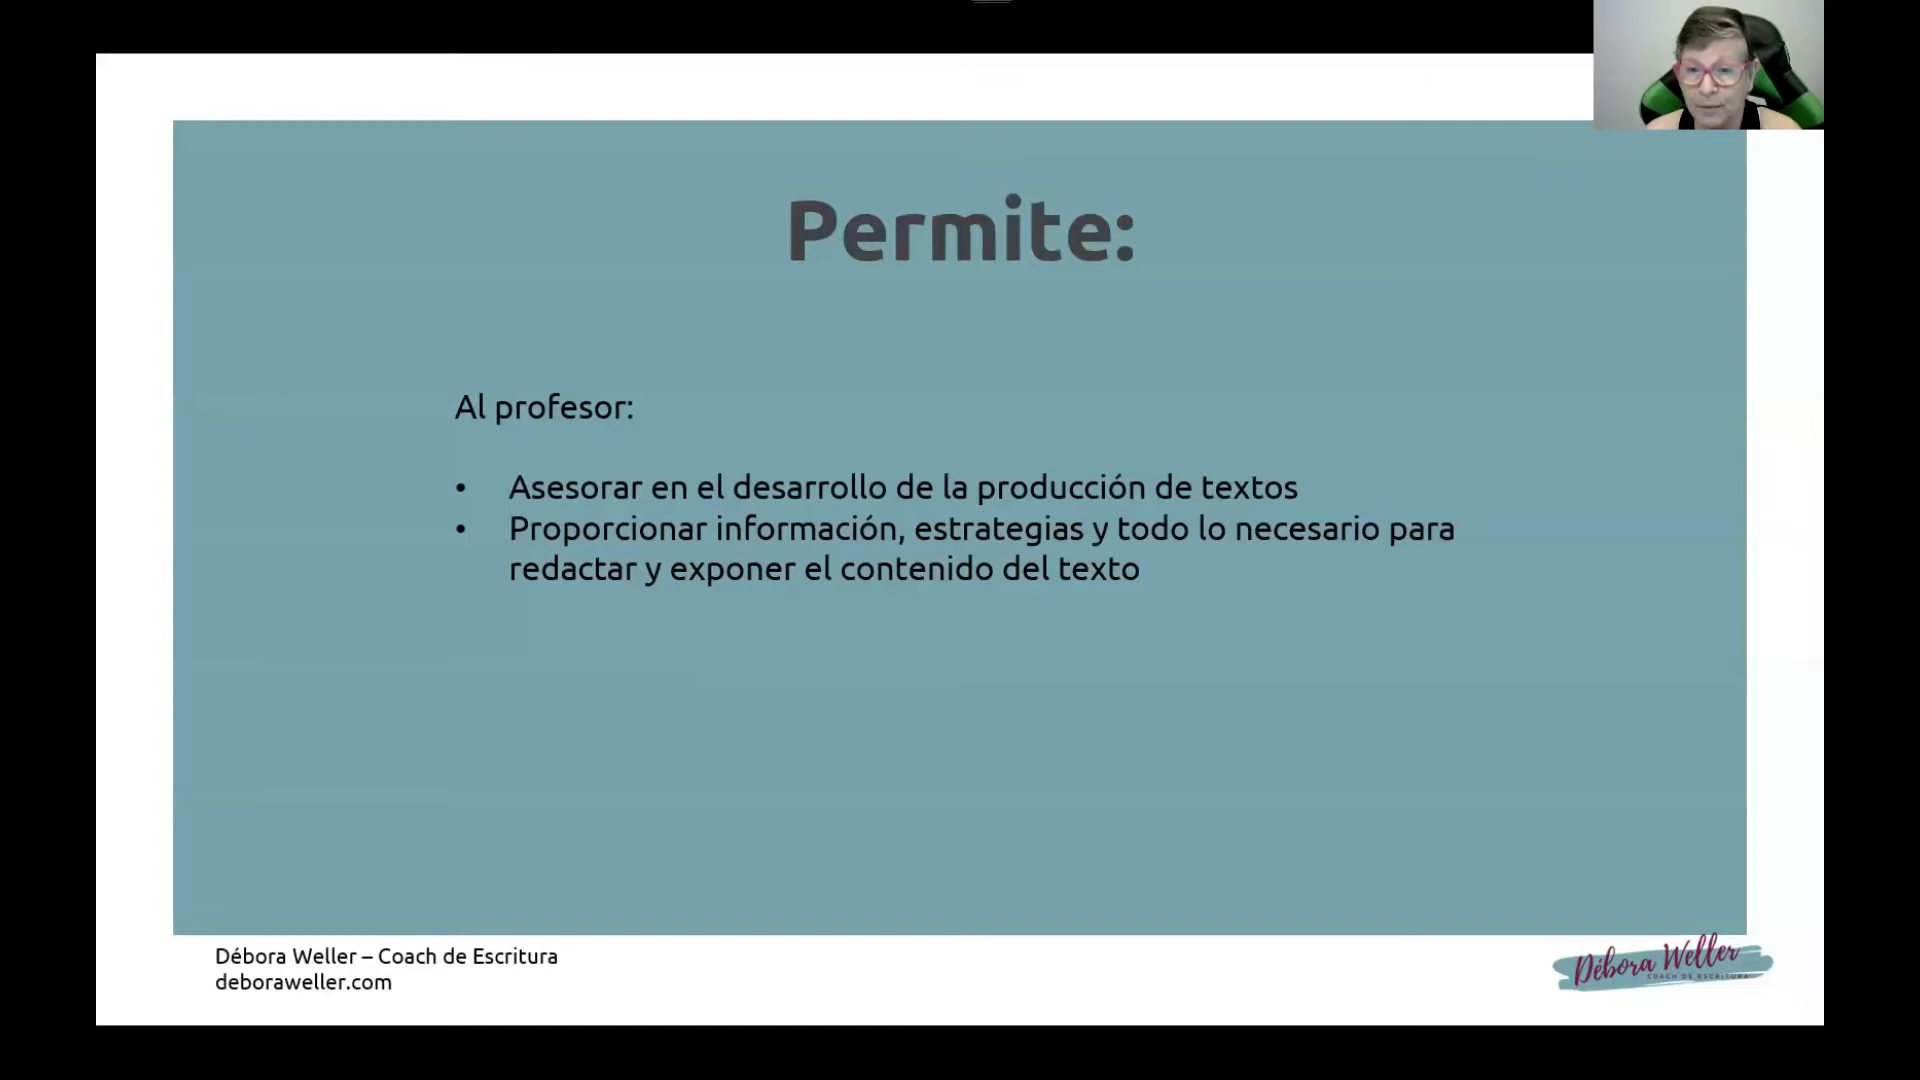 Permite:
Al profesor:
• Asesorar en el desarrollo de la producción de textos
• Proporcionar información, estrategias y todo lo necesario para
redactar y exponer el contenido del texto
Débora Weller – Coach de Escritura
deboraweller.com
Débora Weller
COACH DE ESCRITURA